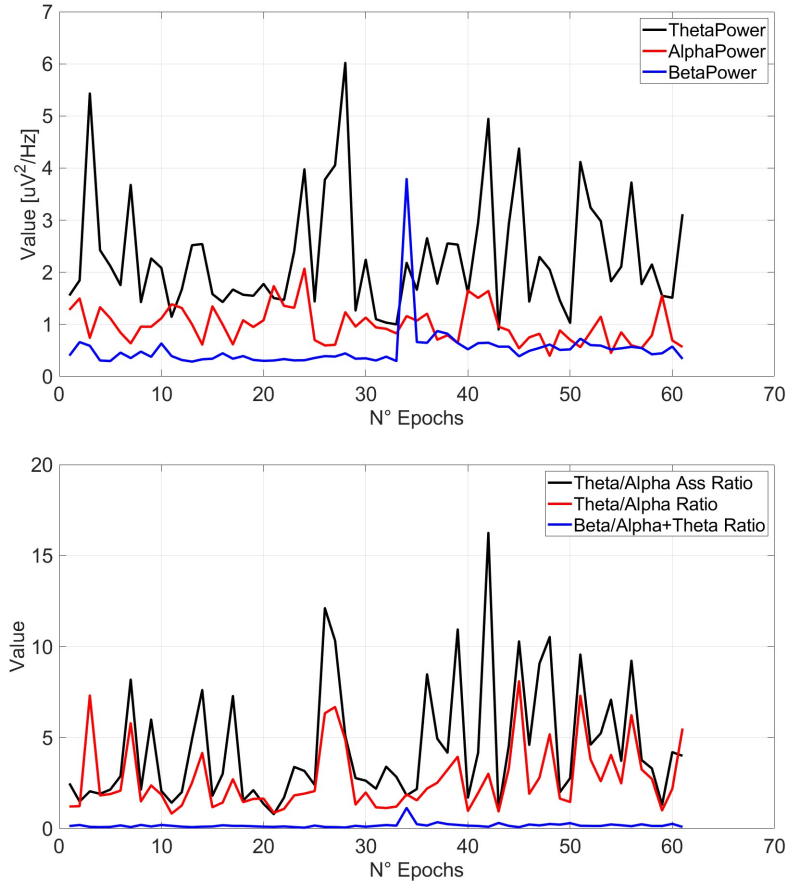 7
6
5
4
3
2
1
0
Value [uV²/Hz]
ThetaPower
AlphaPower
BetaPower
0 10 20 30 40 50 60 70
N° Epochs
20
15
10
5
0
Value
Theta/Alpha Ass Ratio
Theta/Alpha Ratio
Beta/Alpha+Theta Ratio
0 10 20 30 40 50 60 70
N° Epochs